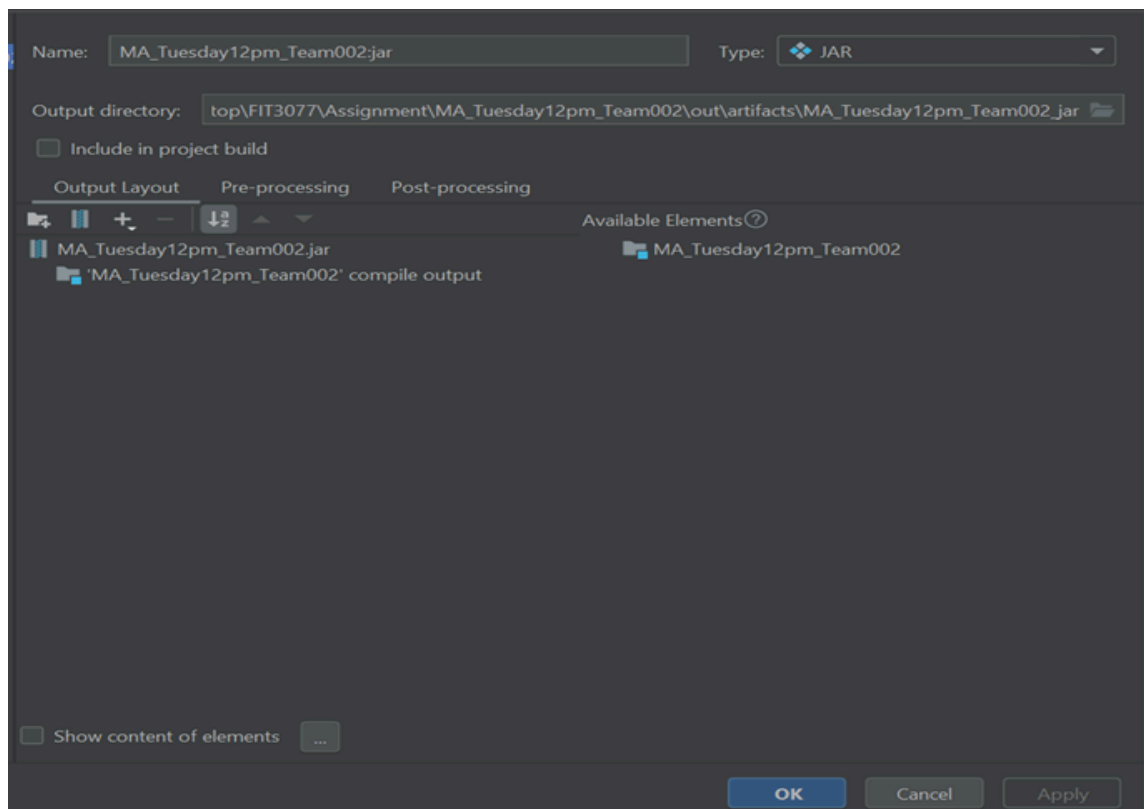 Name: MA_Tuesday12pm_Team002:jar Type: JAR
Output directory: top\FIT3077\Assignment\MA_Tuesday12pm_Team002\out\artifacts\MA_Tuesday12pm_Team002_jar
Include in project build
Output Layout Pre-processing Post-processing
Available Elements
MA_Tuesday12pm_Team002.jar
MA_Tuesday12pm_Team002
'MA_Tuesday12pm_Team002' compile output
Show content of elements ...
OK Cancel Apply